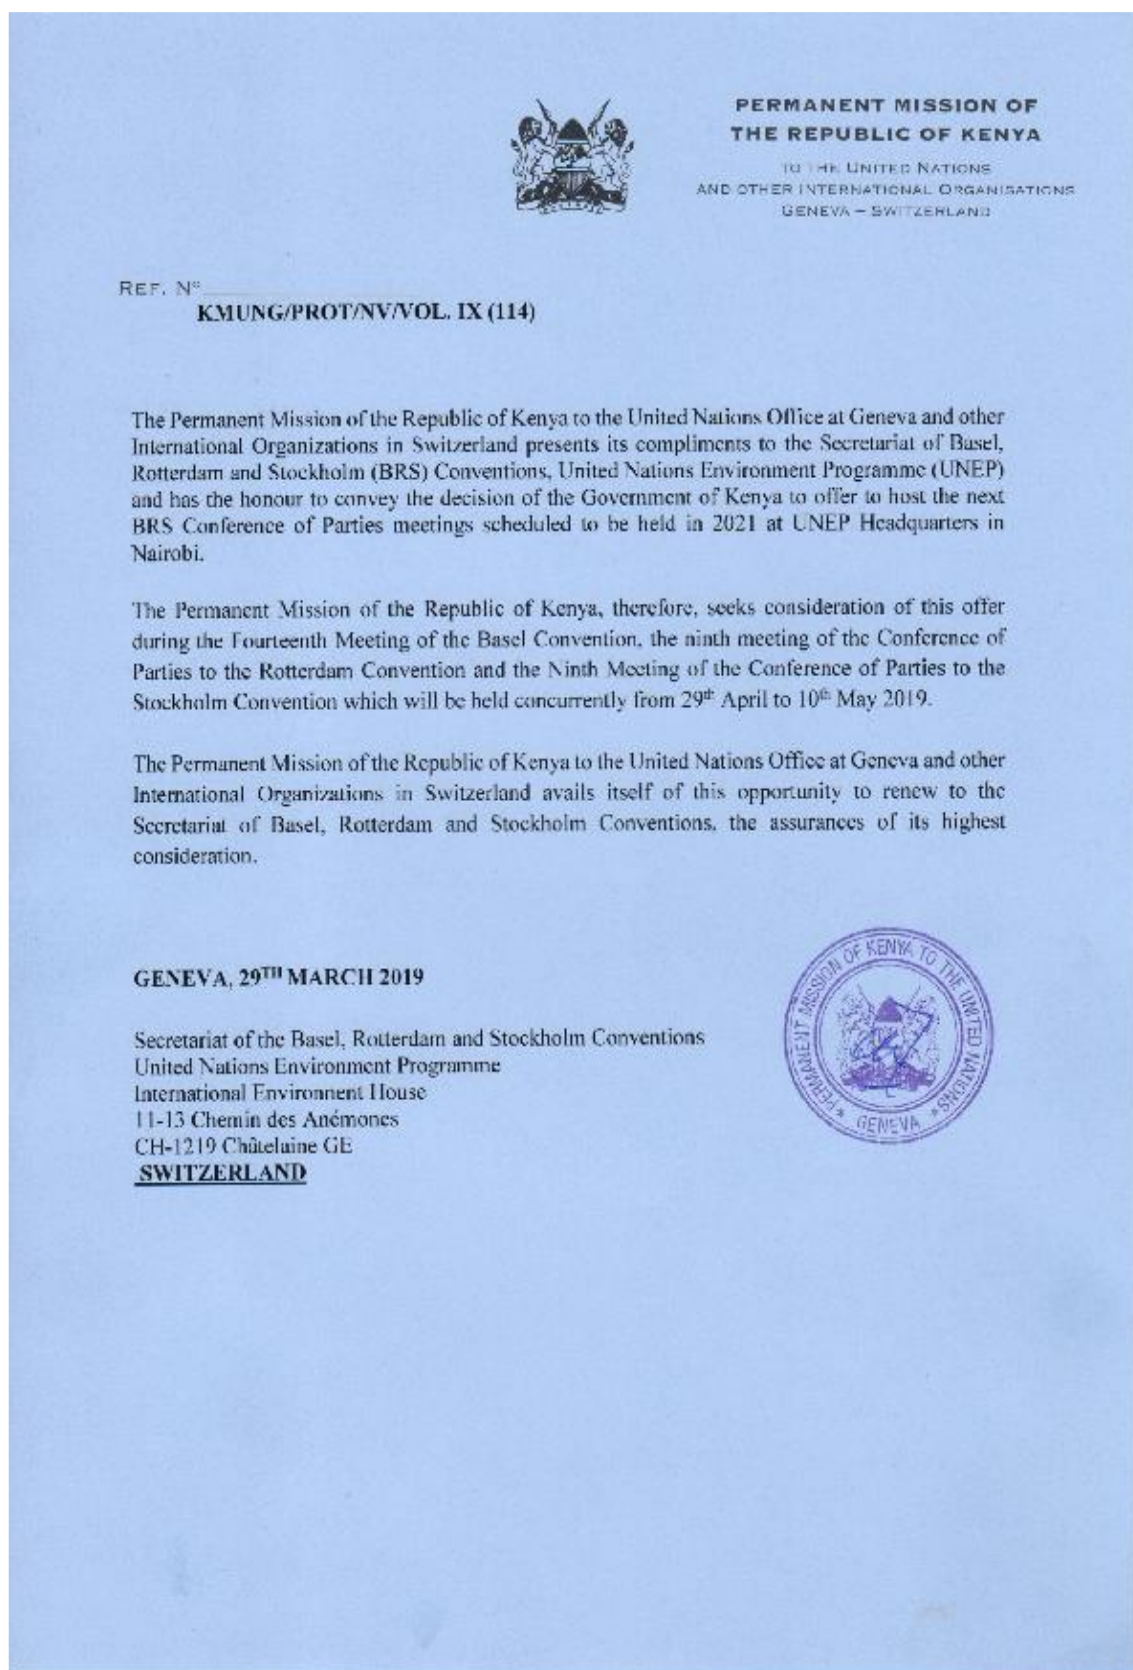 PERMANENT MISSION OF
THE REPUBLIC OF KENYA
TO THE UNITED NATIONS
AND OTHER INTERNATIONAL ORGANISATIONS
GENEVA – SWITZERLAND
REF. Nº
KMUNG/PROT/NV/VOL. IX (114)
The Permanent Mission of the Republic of Kenya to the United Nations Office at Geneva and other
International Organizations in Switzerland presents its compliments to the Secretariat of Basel,
Rotterdam and Stockholm (BRS) Conventions, United Nations Environment Programme (UNEP)
and has the honour to convey the decision of the Government of Kenya to offer to host the next
BRS Conference of Parties meetings scheduled to be held in 2021 at UNEP Headquarters in
Nairobi.
The Permanent Mission of the Republic of Kenya, therefore, seeks consideration of this offer
during the Fourteenth Meeting of the Basel Convention, the ninth meeting of the Conference of
Parties to the Rotterdam Convention and the Ninth Meeting of the Conference of Parties to the
Stockholm Convention which will be held concurrently from 29th April to 10th May 2019.
The Permanent Mission of the Republic of Kenya to the United Nations Office at Geneva and other
International Organizations in Switzerland avails itself of this opportunity to renew to the
Secretariat of Basel, Rotterdam and Stockholm Conventions, the assurances of its highest
consideration.
GENEVA, 29TH MARCH 2019
PERMANENT MISSION OF KENYA TO THE UNITED NATIONS
* GENEVA *
Secretariat of the Basel, Rotterdam and Stockholm Conventions
United Nations Environment Programme
International Environnent House
11-13 Chemin des Anémones
CH-1219 Châtelaine GE
SWITZERLAND